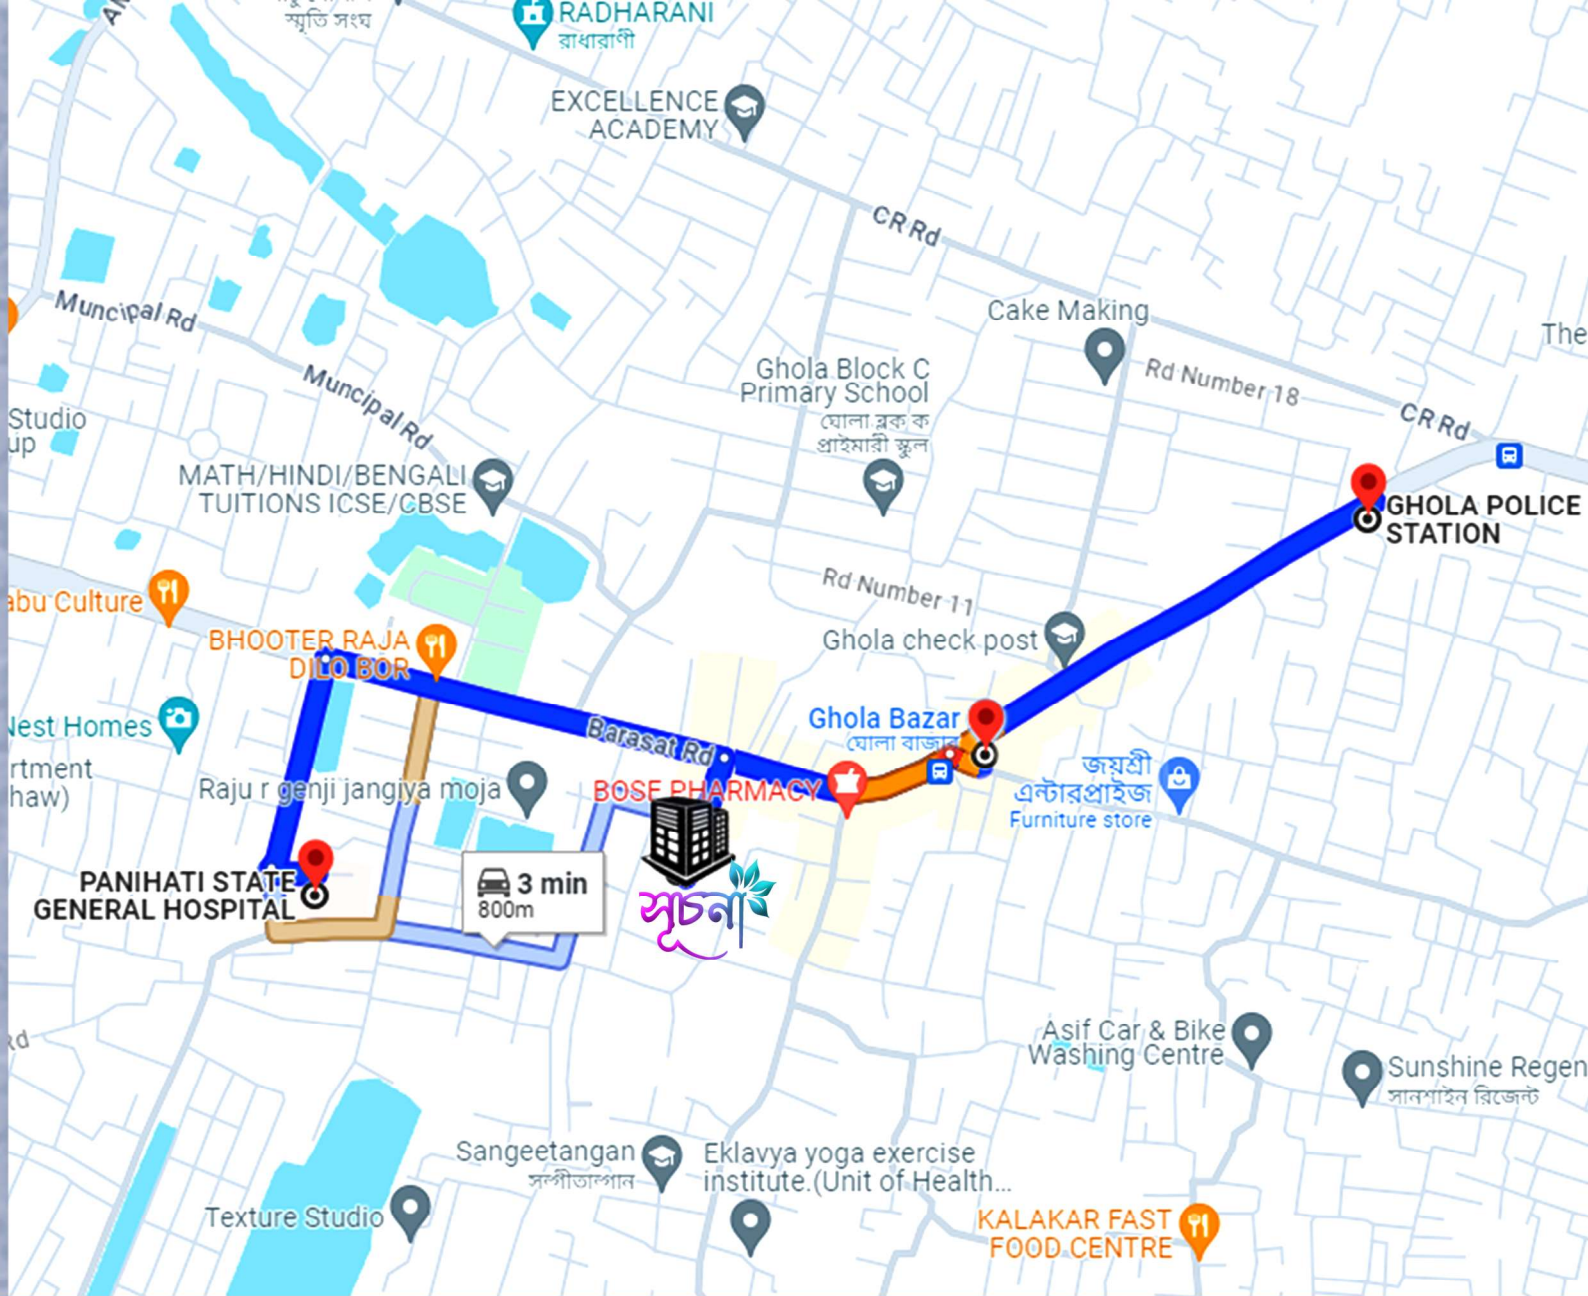 স্মৃতি সংঘ
RADHARANI
রাধারাণী
EXCELLENCE
ACADEMY
CR Rd
Muncipal Rd
Cake Making
The
Muncipal Rd
Ghola Block C
Primary School
ঘোলা ব্লক ক
প্রাইমারী স্কুল
Rd Number 18
CR Rd
Studio
up
MATH/HINDI/BENGALI
TUITIONS ICSE/CBSE
GHOLA POLICE
STATION
Rd Number 11
abu Culture
BHOOTER RAJA
DILO BOR
Ghola check post
Nest Homes
Barasat Rd
Ghola Bazar
ঘোলা বাজার
rtment
haw)
Raju r genji jangiya moja
BOSE PHARMACY
জয়শ্রী
এন্টারপ্রাইজ
Furniture store
PANIHATI STATE
GENERAL HOSPITAL
3 min
800m
সূচনা
Rd
Asif Car & Bike
Washing Centre
Sunshine Regen
সানশাইন রিজেন্ট
Sangeetangan
সঙ্গীতাঙ্গান
Eklavya yoga exercise
institute.(Unit of Health...
Texture Studio
KALAKAR FAST
FOOD CENTRE